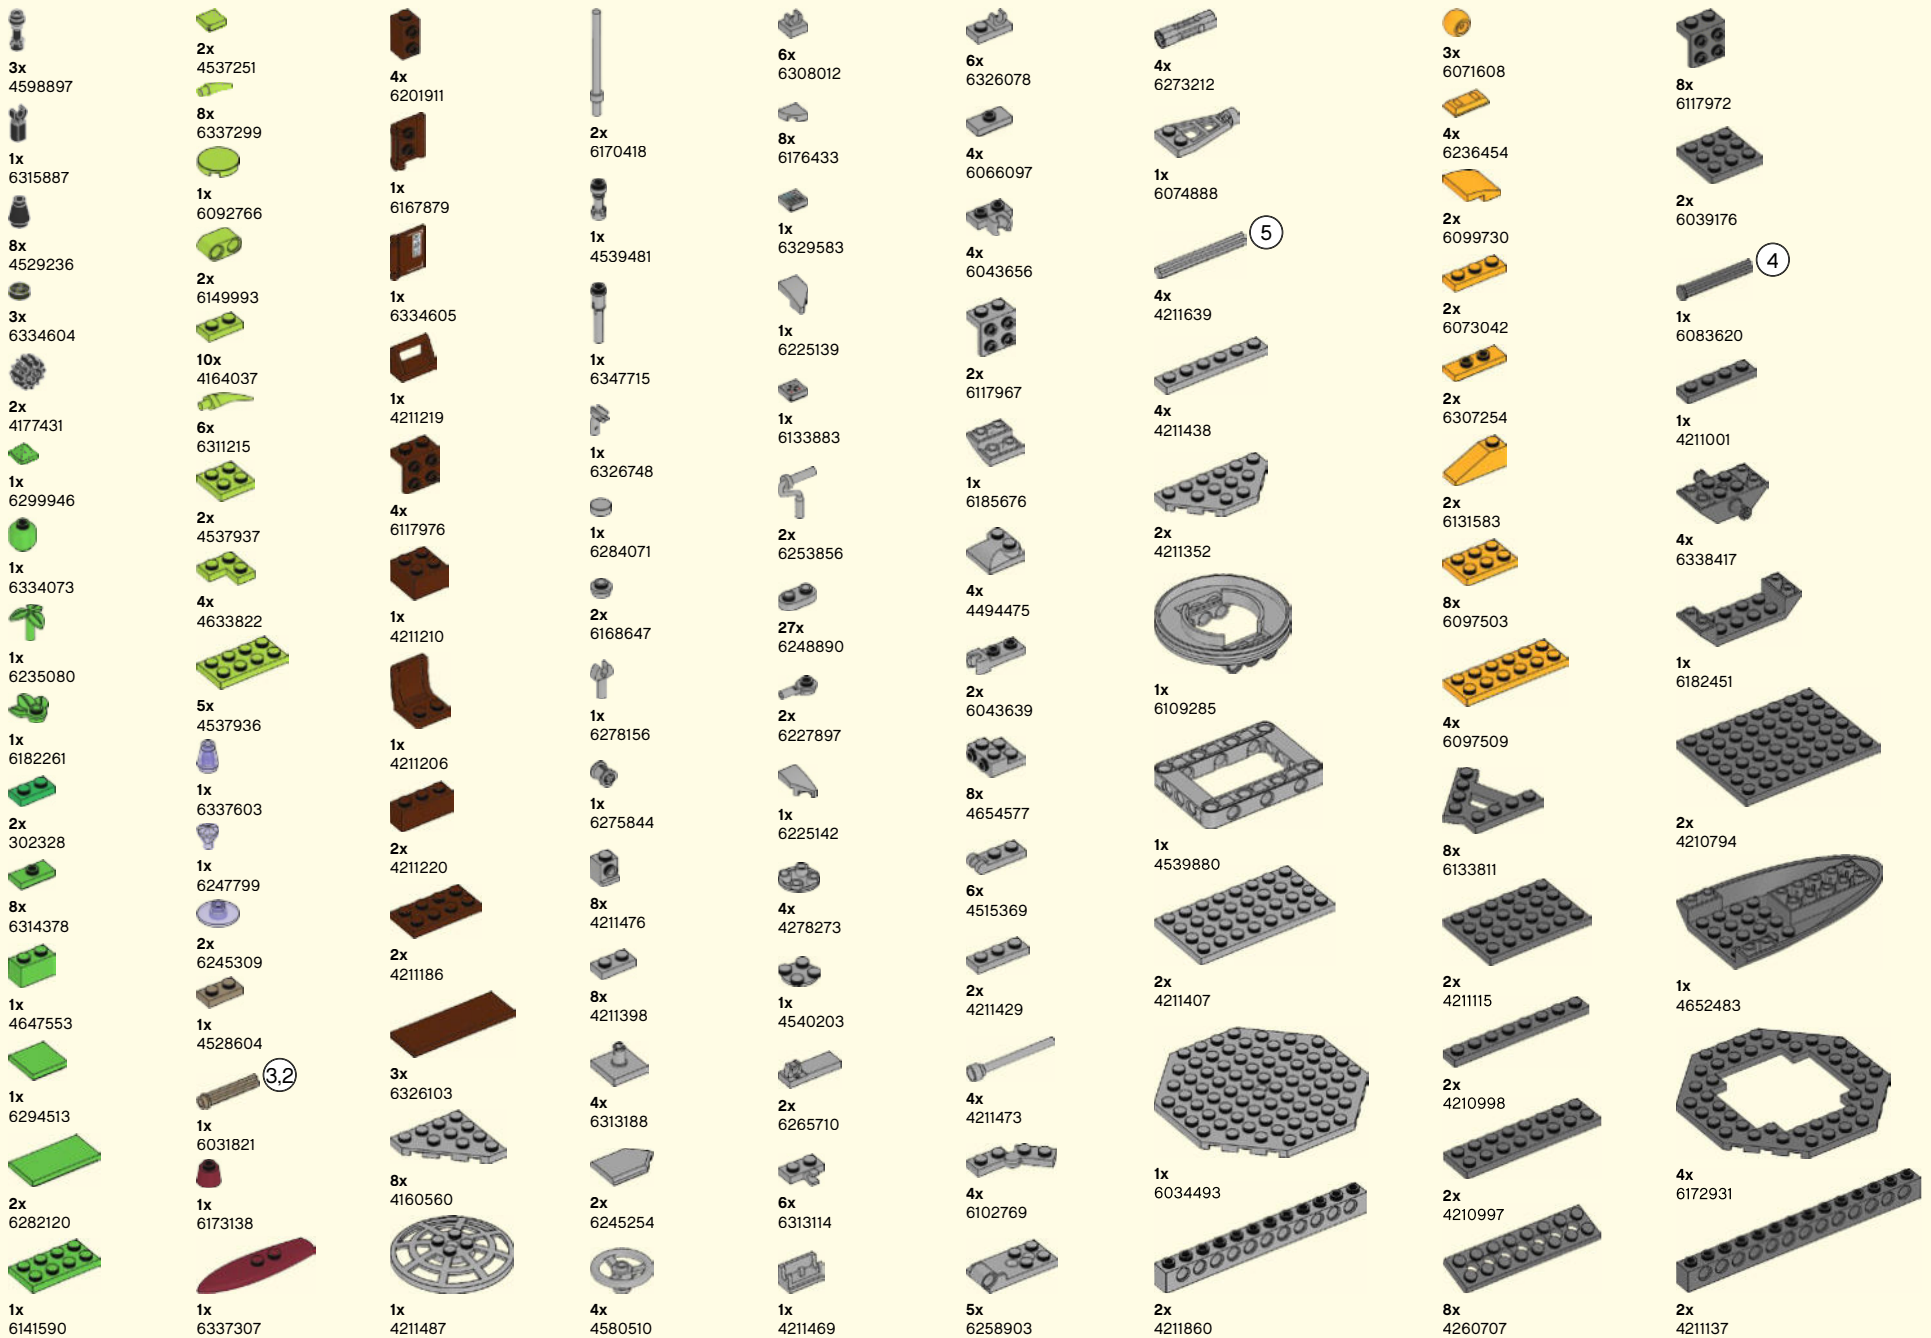 3x
4598897
1x
6315887
8x
4529236
3x
6334604
2x
4177431
1x
6299946
1x
6334073
1x
6235080
1x
6182261
2x
302328
8x
6314378
1x
4647553
1x
6294513
2x
6282120
1x
6141590
2x
4537251
8x
6337299
1x
6092766
2x
6149993
10x
4164037
6x
6311215
2x
4537937
4x
4633822
5x
4537936
1x
6337603
1x
6247799
2x
6245309
1x
4528604
3,2
1x
6031821
1x
6173138
1x
6337307
4x
6201911
1x
6167879
1x
6334605
1x
4211219
4x
6117976
1x
4211210
1x
4211206
2x
4211220
2x
4211186
3x
6326103
8x
4160560
1x
4211487
2x
6170418
1x
4539481
1x
6347715
1x
6326748
1x
6284071
2x
6168647
1x
6278156
1x
6275844
8x
4211476
8x
4211398
4x
6313188
2x
6245254
4x
4580510
6x
6308012
8x
6176433
1x
6329583
1x
6225139
1x
6133883
2x
6253856
27x
6248890
2x
6227897
1x
6225142
4x
4278273
1x
4540203
2x
6265710
6x
6313114
1x
4211469
6x
6326078
4x
6066097
4x
6043656
2x
6117967
1x
6185676
4x
4494475
2x
6043639
8x
4654577
6x
4515369
2x
4211429
4x
4211473
4x
6102769
5x
6258903
4x
6273212
1x
6074888
5
4x
4211639
4x
4211438
2x
4211352
1x
6109285
1x
4539880
2x
4211407
1x
6034493
2x
4211860
3x
6071608
4x
6236454
2x
6099730
2x
6073042
2x
6307254
2x
6131583
8x
6097503
4x
6097509
8x
6133811
2x
4211115
2x
4210998
2x
4210997
8x
4260707
8x
6117972
2x
6039176
4
1x
6083620
1x
4211001
4x
6338417
1x
6182451
2x
4210794
1x
4652483
4x
6172931
2x
4211137